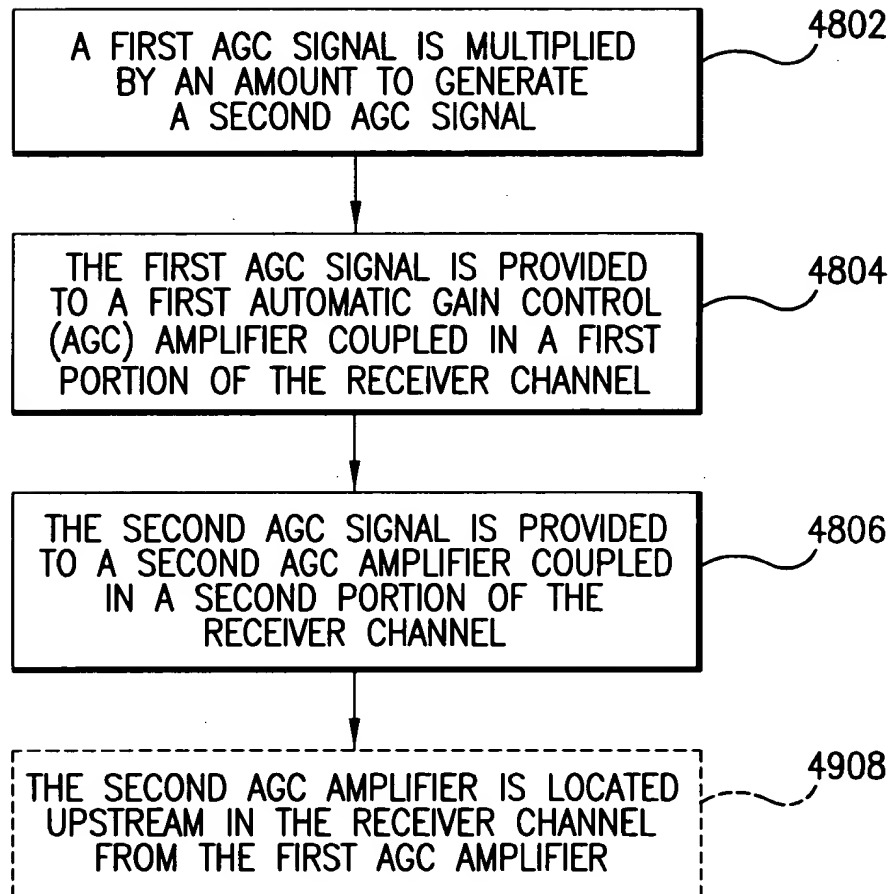 A FIRST AGC SIGNAL IS MULTIPLIED
BY AN AMOUNT TO GENERATE
A SECOND AGC SIGNAL
4802
THE FIRST AGC SIGNAL IS PROVIDED
TO A FIRST AUTOMATIC GAIN CONTROL
(AGC) AMPLIFIER COUPLED IN A FIRST
PORTION OF THE RECEIVER CHANNEL
4804
THE SECOND AGC SIGNAL IS PROVIDED
TO A SECOND AGC AMPLIFIER COUPLED
IN A SECOND PORTION OF THE
RECEIVER CHANNEL
4806
THE SECOND AGC AMPLIFIER IS LOCATED
UPSTREAM IN THE RECEIVER CHANNEL
FROM THE FIRST AGC AMPLIFIER
4908